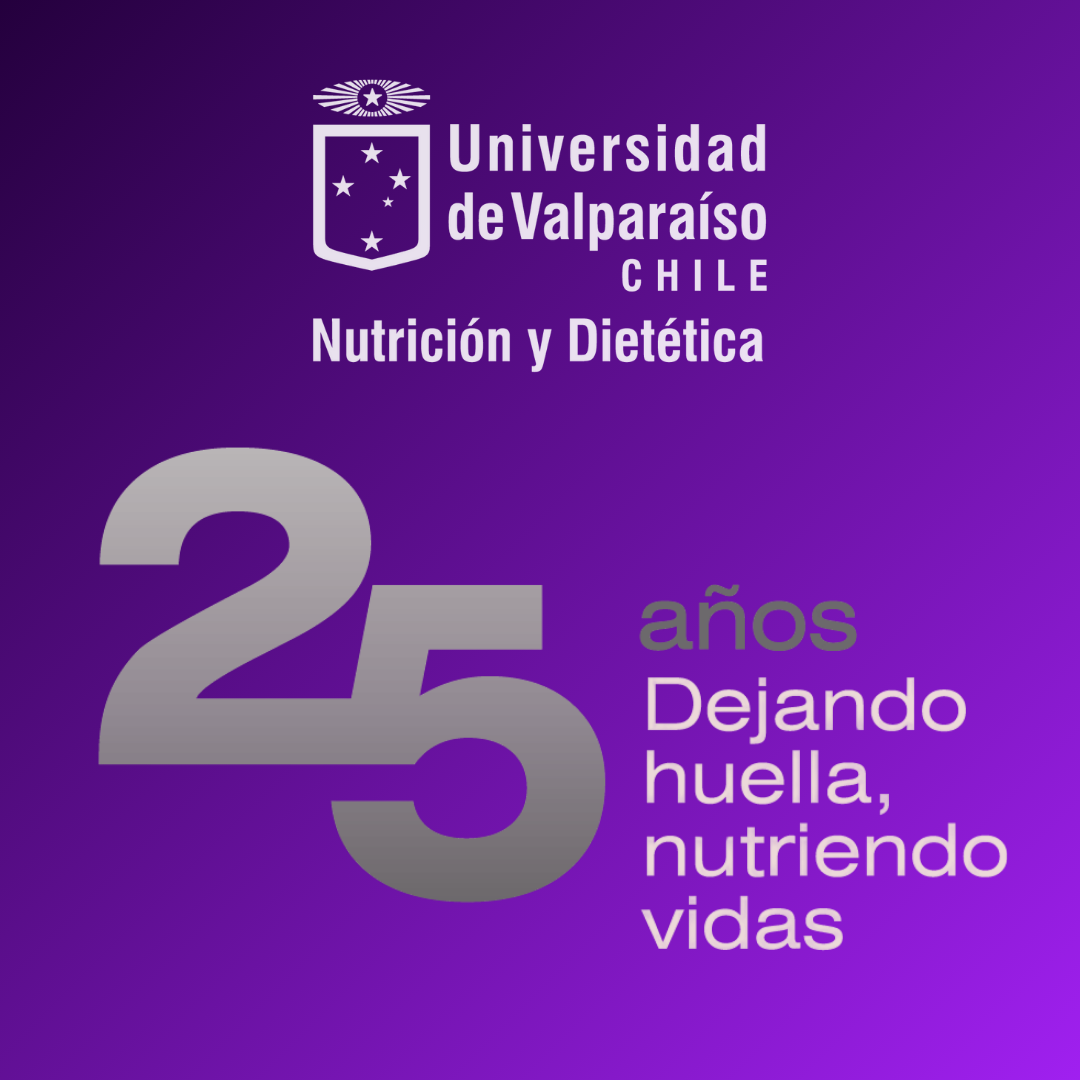 Universidad
de Valparaíso
CHILE
Nutrición y Dietética
25
años
Dejando
huella,
nutriendo
vidas